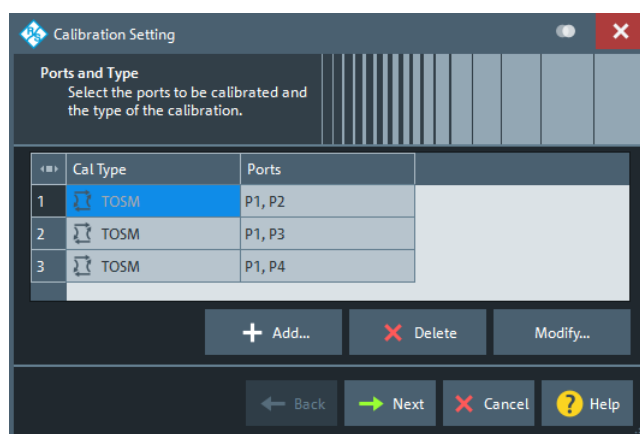 Calibration Setting
Ports and Type
Select the ports to be calibrated and
the type of the calibration.
Cal Type Ports
1 TOSM P1, P2
2 TOSM P1, P3
3 TOSM P1, P4
Add... Delete Modify...
Back Next Cancel ? Help